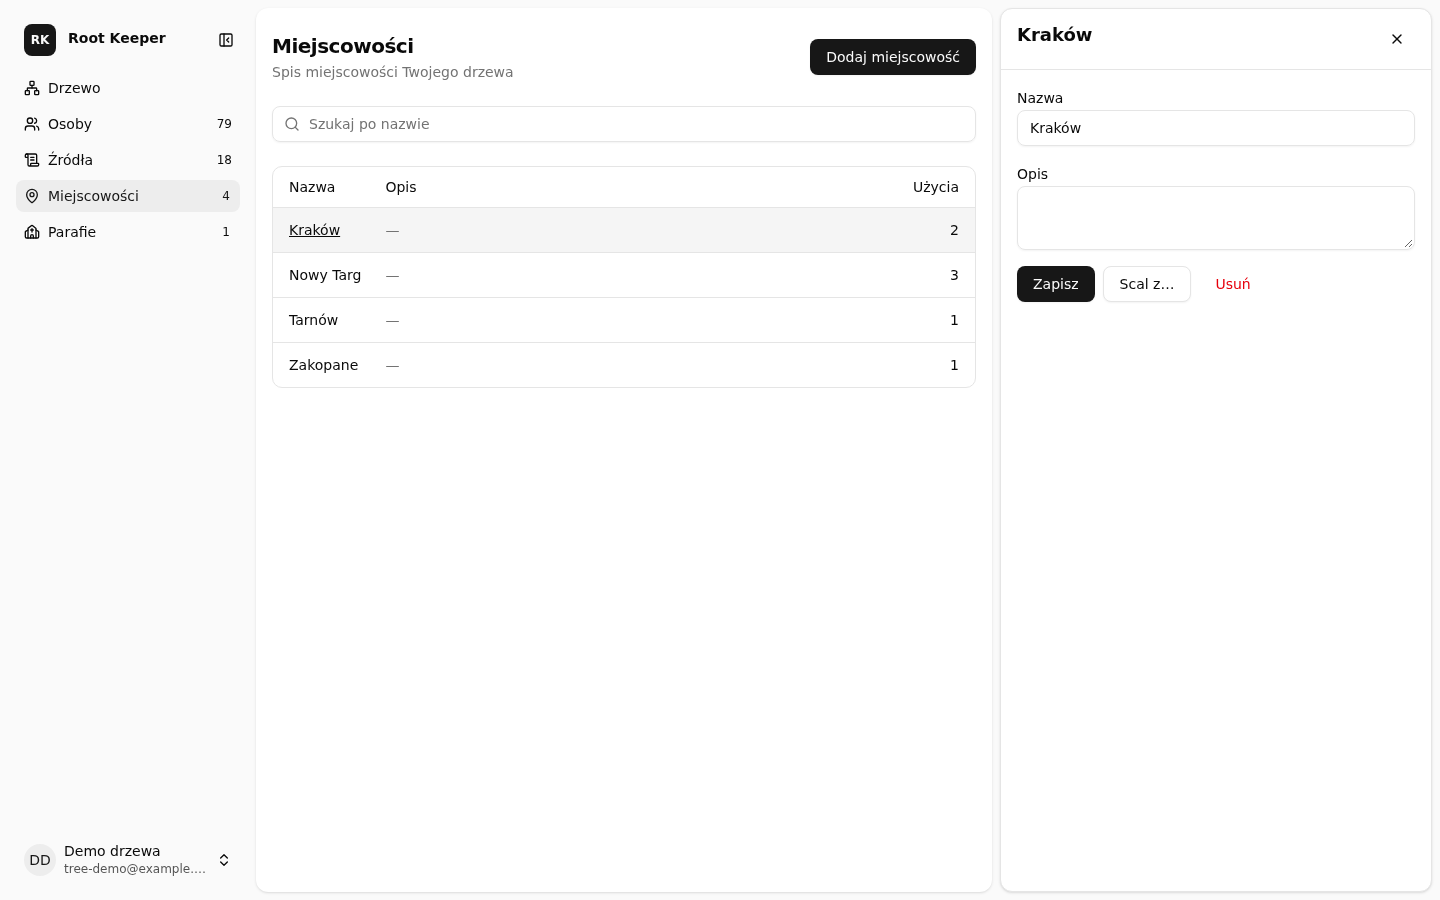 RK Root Keeper
Drzewo
Osoby 79
Źródła 18
Miejscowości 4
Parafie 1
DD Demo drzewa
tree-demo@example.…
Miejscowości
Spis miejscowości Twojego drzewa
Dodaj miejscowość
Szukaj po nazwie
Nazwa Opis Użycia
Kraków — 2
Nowy Targ — 3
Tarnów — 1
Zakopane — 1
Kraków
Nazwa
Kraków
Opis
Zapisz Scal z… Usuń